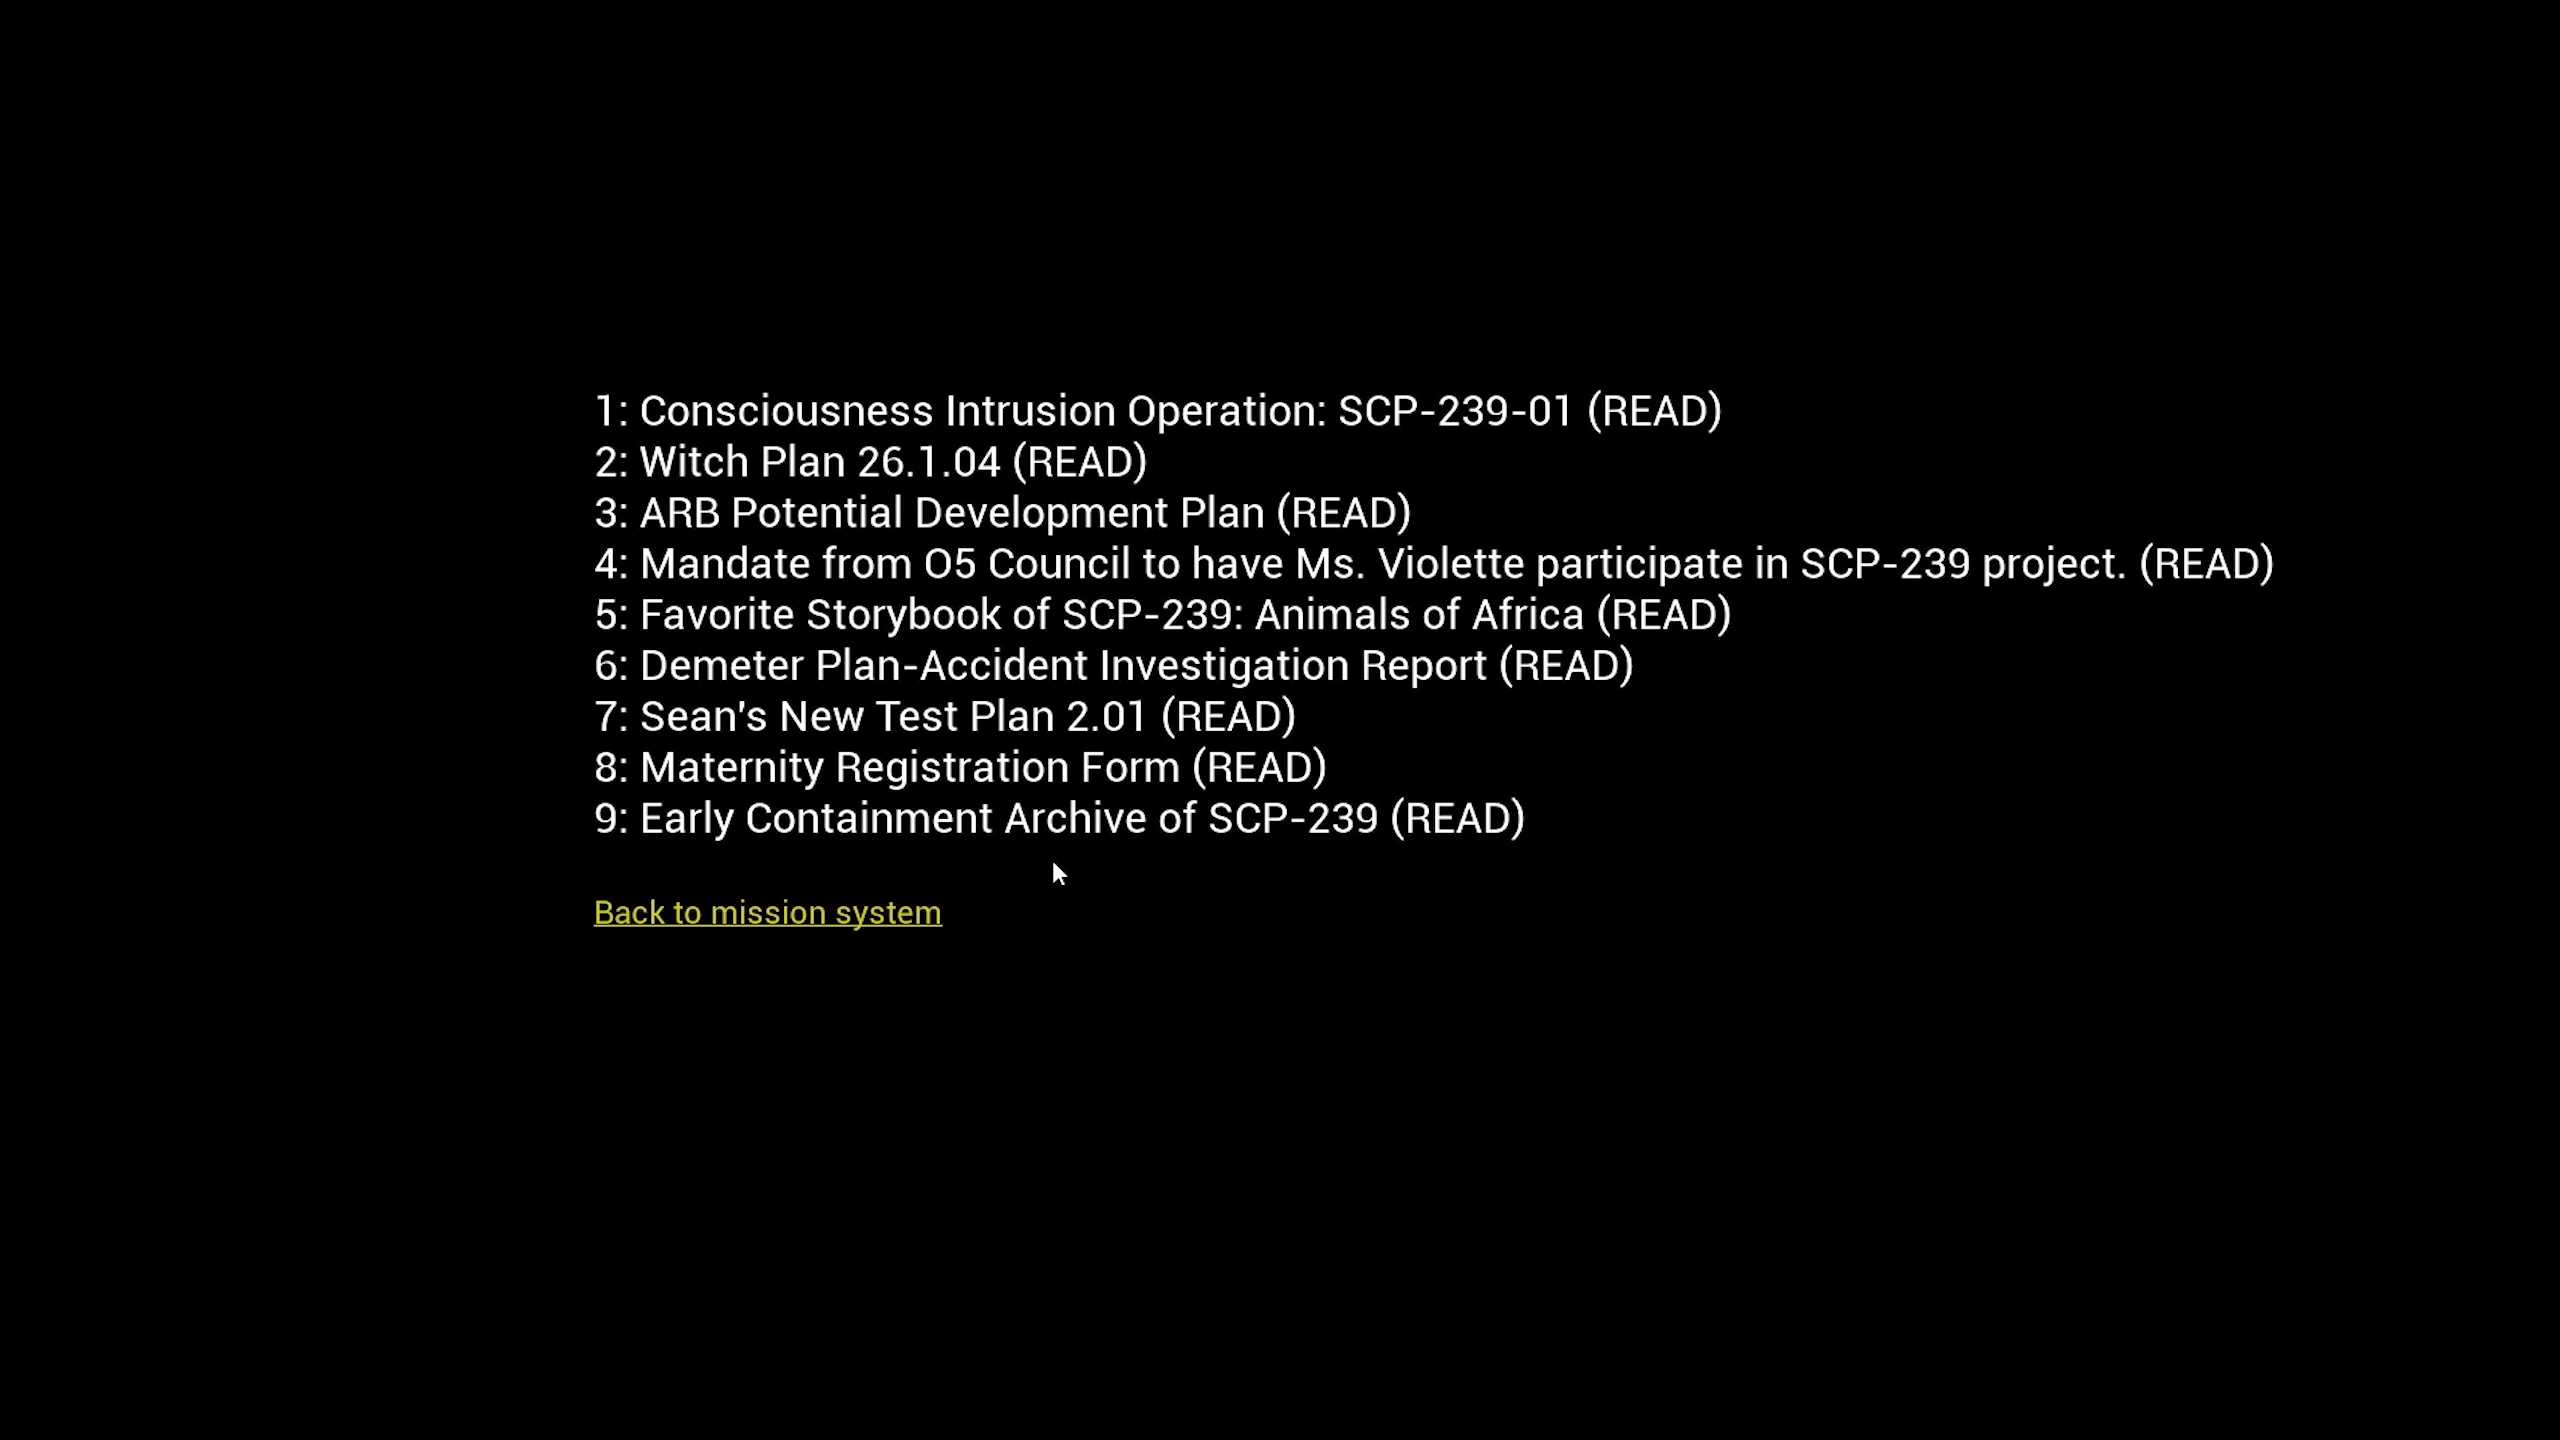 1: Consciousness Intrusion Operation: SCP-239-01 (READ)
2: Witch Plan 26.1.04 (READ)
3: ARB Potential Development Plan (READ)
4: Mandate from O5 Council to have Ms. Violette participate in SCP-239 project. (READ)
5: Favorite Storybook of SCP-239: Animals of Africa (READ)
6: Demeter Plan-Accident Investigation Report (READ)
7: Sean's New Test Plan 2.01 (READ)
8: Maternity Registration Form (READ)
9: Early Containment Archive of SCP-239 (READ)
Back to mission system